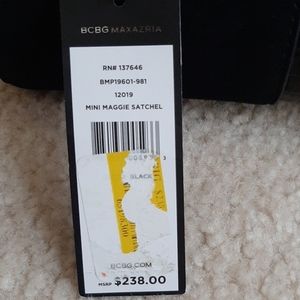 BCBG MAXAZRIA
RN# 137646
BMP19601-981
12019
MINI MAGGIE SATCHEL
BLACK
BCBG.COM
MSRP $238.00